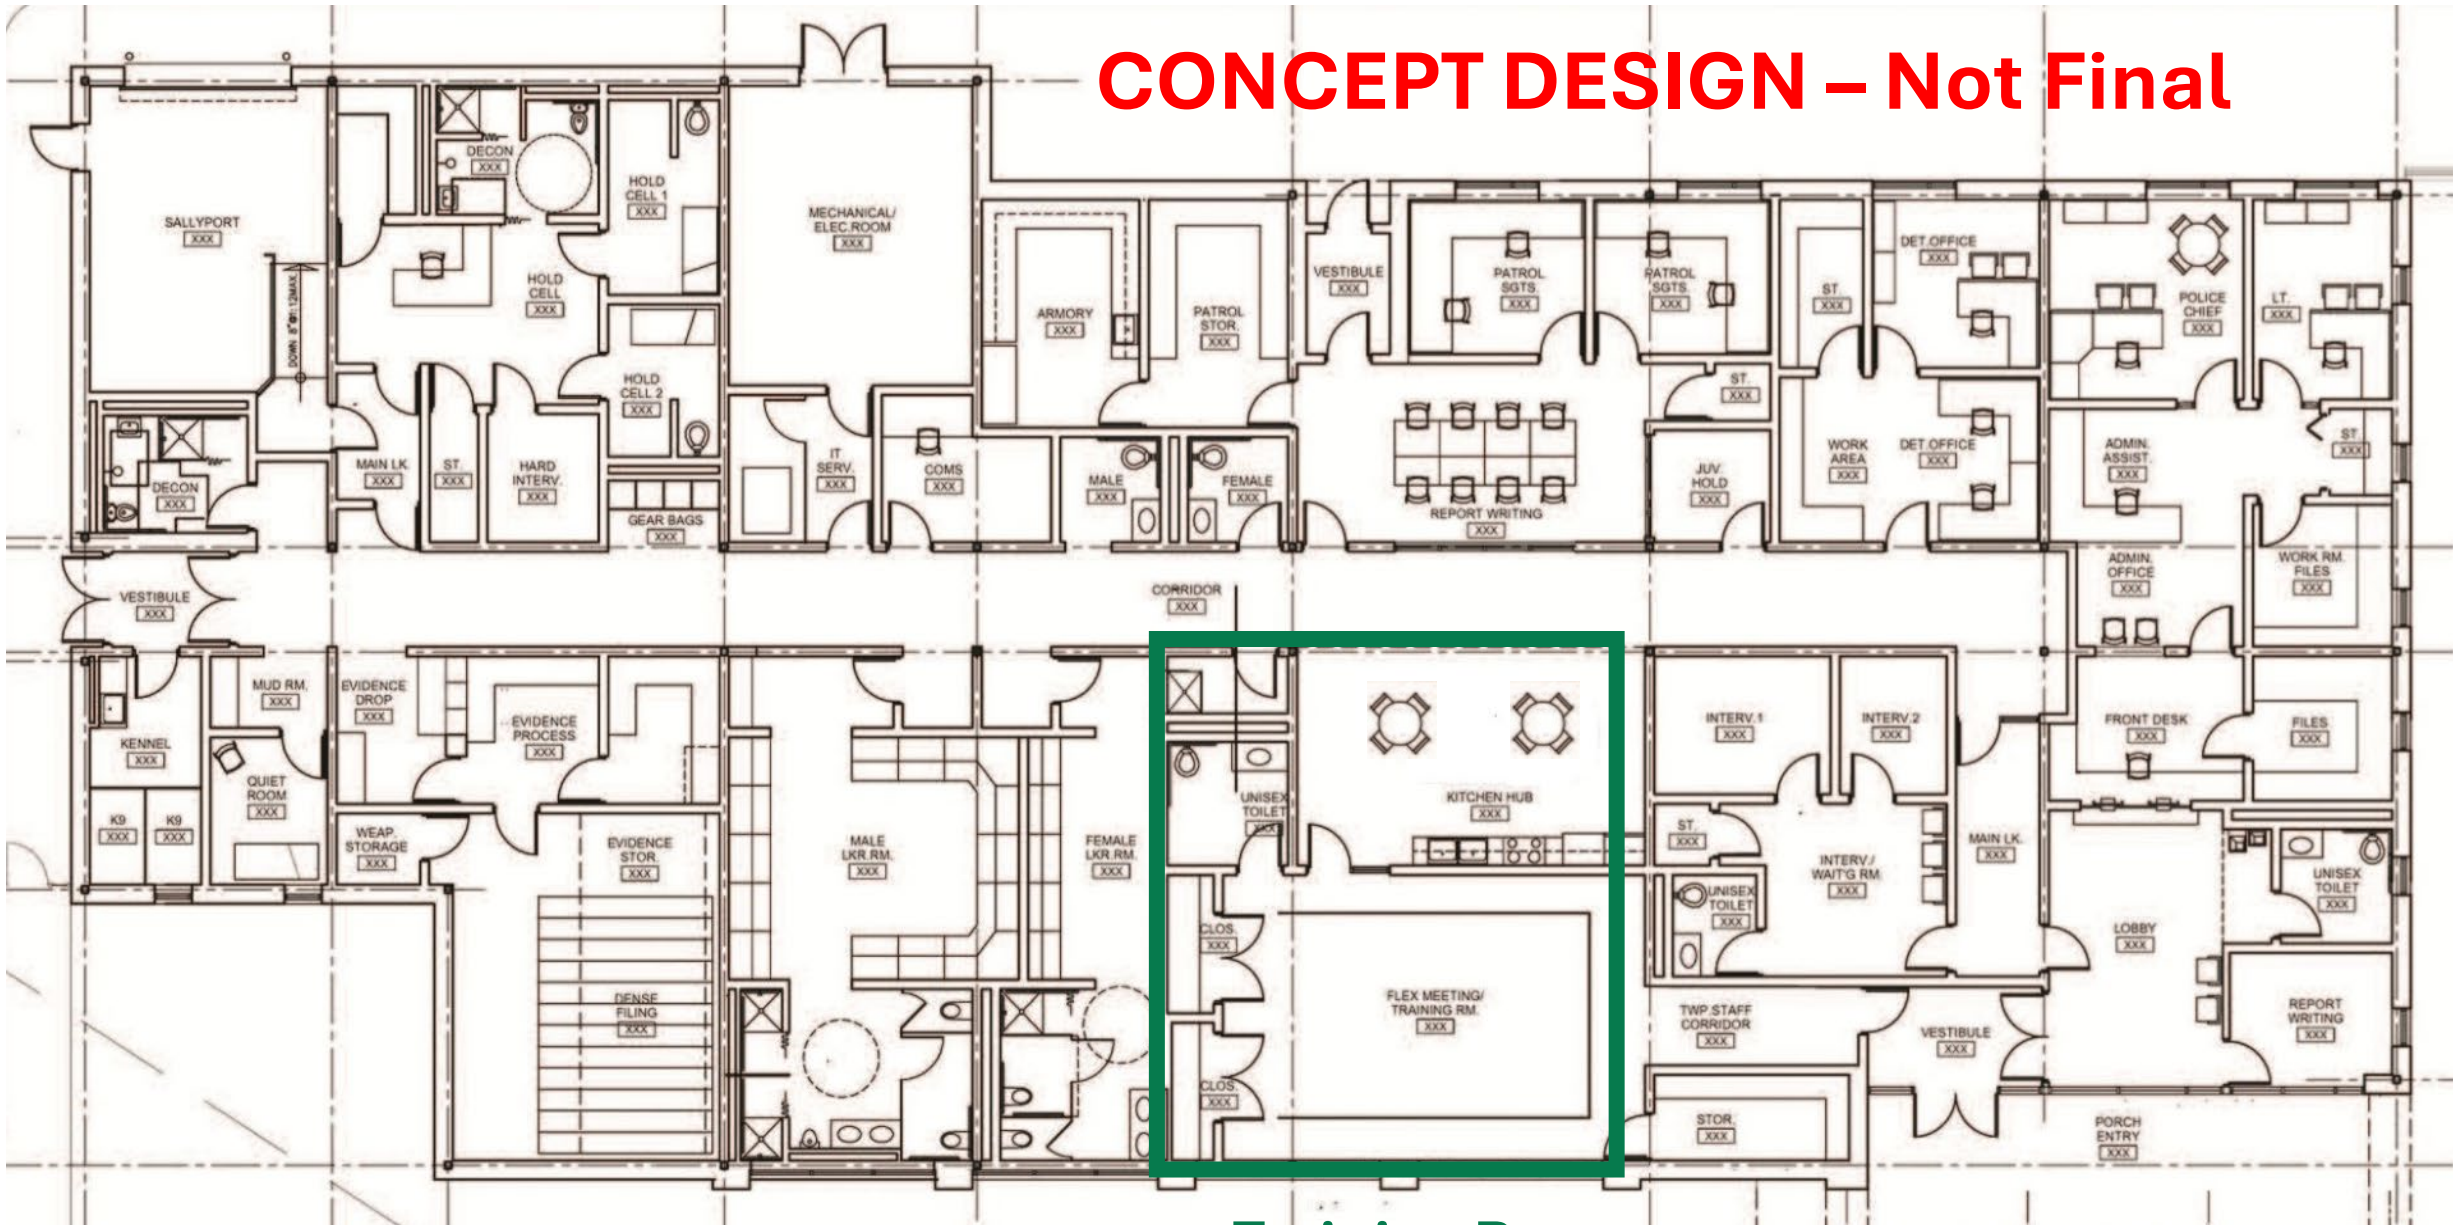 CONCEPT DESIGN – Not Final
DECON
XXX
HOLD
CELL 1
XXX
SALLYPORT
XXX
MECHANICAL/
ELEC.ROOM
XXX
HOLD
CELL
XXX
DOWN 8"@1:12MAX.
HOLD
CELL 2
XXX
ARMORY
XXX
PATROL
STOR.
XXX
VESTIBULE
XXX
PATROL
SGTS.
XXX
PATROL
SGTS.
XXX
ST.
XXX
DET.OFFICE
XXX
POLICE
CHIEF
XXX
LT.
XXX
DECON
XXX
MAIN LK.
XXX
ST.
XXX
HARD
INTERV.
XXX
GEAR BAGS
XXX
IT
SERV.
XXX
COMS
XXX
MALE
XXX
FEMALE
XXX
REPORT WRITING
XXX
ST.
XXX
JUV.
HOLD
XXX
WORK
AREA
XXX
DET.OFFICE
XXX
ADMIN.
ASSIST.
XXX
ST.
XXX
VESTIBULE
XXX
CORRIDOR
XXX
ADMIN.
OFFICE
XXX
WORK RM.
FILES
XXX
MUD RM.
XXX
EVIDENCE
DROP
XXX
EVIDENCE
PROCESS
XXX
KENNEL
XXX
QUIET
ROOM
XXX
K9
XXX
K9
XXX
WEAP.
STORAGE
XXX
EVIDENCE
STOR.
XXX
MALE
LKR.RM.
XXX
FEMALE
LKR.RM.
XXX
UNISEX
TOILET
XXX
KITCHEN HUB
XXX
INTERV.1
XXX
INTERV.2
XXX
FRONT DESK
XXX
FILES
XXX
ST.
XXX
INTERV./
WAIT'G RM.
XXX
MAIN LK.
XXX
UNISEX
TOILET
XXX
UNISEX
TOILET
XXX
CLOS.
XXX
LOBBY
XXX
DENSE
FILING
XXX
FLEX MEETING/
TRAINING RM.
XXX
TWP.STAFF
CORRIDOR
XXX
VESTIBULE
XXX
REPORT
WRITING
XXX
CLOS.
XXX
STOR.
XXX
PORCH
ENTRY
XXX